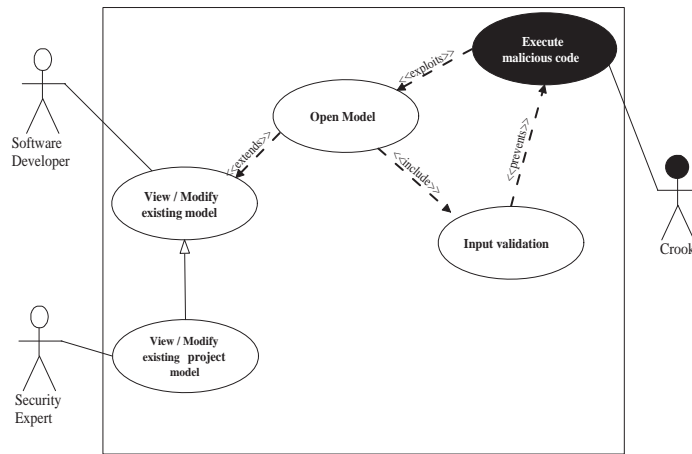 Execute
malicious code
<<exploits>>
Open Model
Software
Developer
<<extends>>
<<include>>
<<prevents>>
View / Modify
existing model
Input validation
Crook
View / Modify
existing project
model
Security
Expert